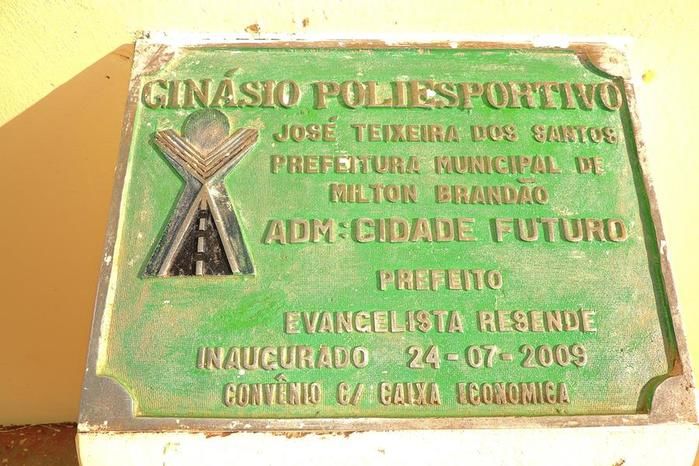 GINÁSIO POLIESPORTIVO
JOSÉ TEIXEIRA DOS SANTOS
PREFEITURA MUNICIPAL DE
MILTON BRANDÃO
ADM: CIDADE FUTURO
PREFEITO
EVANGELISTA RESENDE
INAUGURADO 24-07-2009
CONVÊNIO C/ CAIXA ECONOMICA